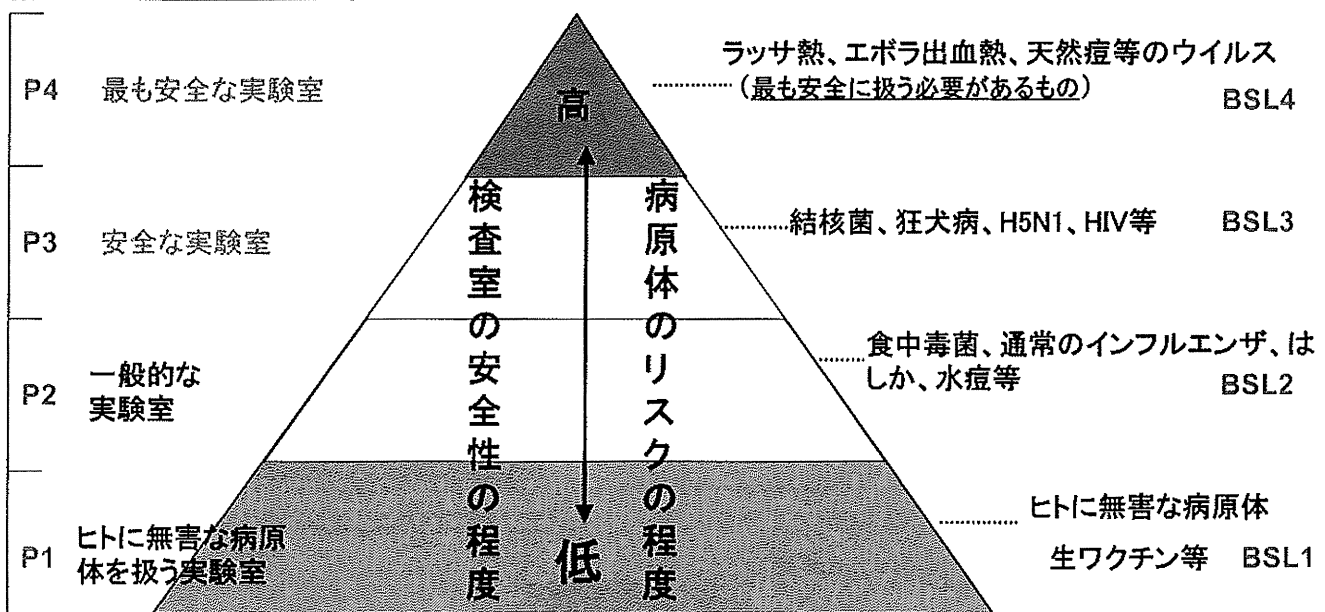 ラッサ熱、エボラ出血熱、天然痘等のウイルス
P4 最も安全な実験室
高
(最も安全に扱う必要があるもの)
BSL4
検査室の安全性の程度
病原体のリスクの程度
P3 安全な実験室
結核菌、狂犬病、H5N1、HIV等 BSL3
一般的な
P2
実験室
食中毒菌、通常のインフルエンザ、は
しか、水痘等
BSL2
ヒトに無害な病原
P1
体を扱う実験室
低
ヒトに無害な病原体
生ワクチン等 BSL1